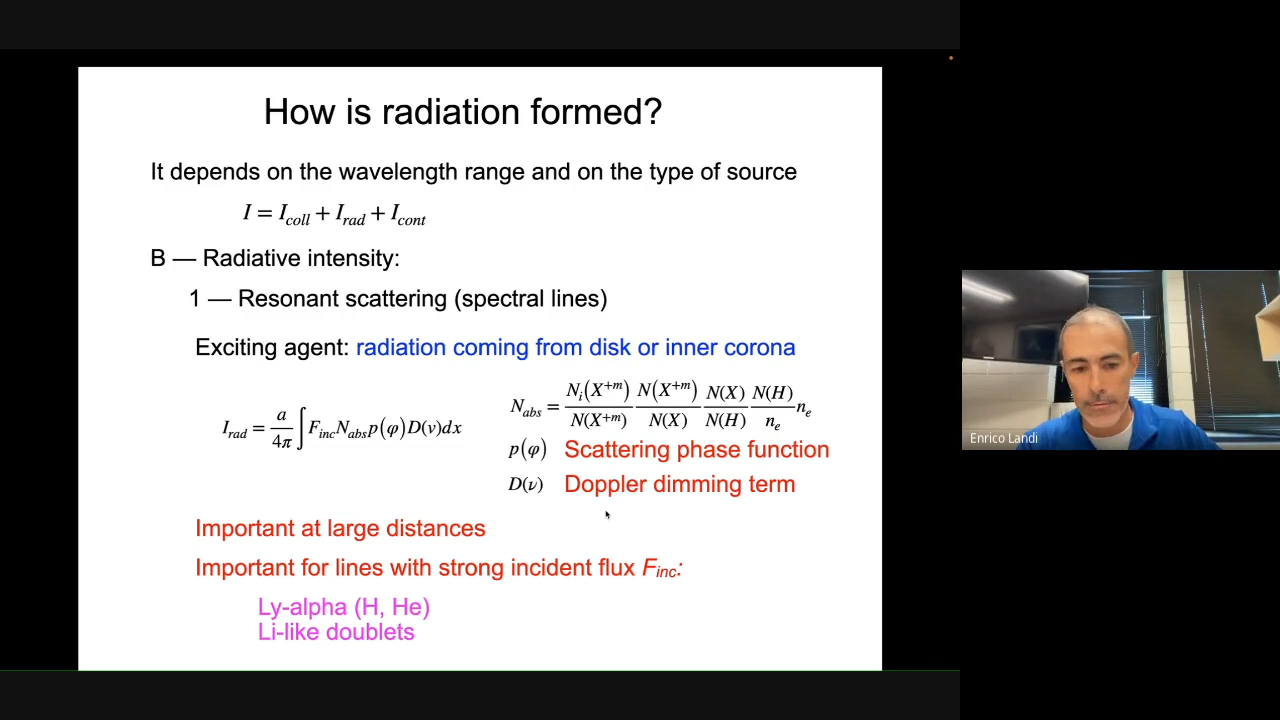 How is radiation formed?
It depends on the wavelength range and on the type of source
I = I_coll + I_rad + I_cont
B — Radiative intensity:
1 — Resonant scattering (spectral lines)
Exciting agent: radiation coming from disk or inner corona
I_rad = a/4π ∫ F_inc N_abs p(φ) D(ν) dx
N_abs = N_i(X^+m)/N(X^+m) N(X^+m)/N(X) N(X)/N(H) N(H)/n_e n_e
p(φ) Scattering phase function
D(ν) Doppler dimming term
Important at large distances
Important for lines with strong incident flux F_inc:
Ly-alpha (H, He)
Li-like doublets
Enrico Landi